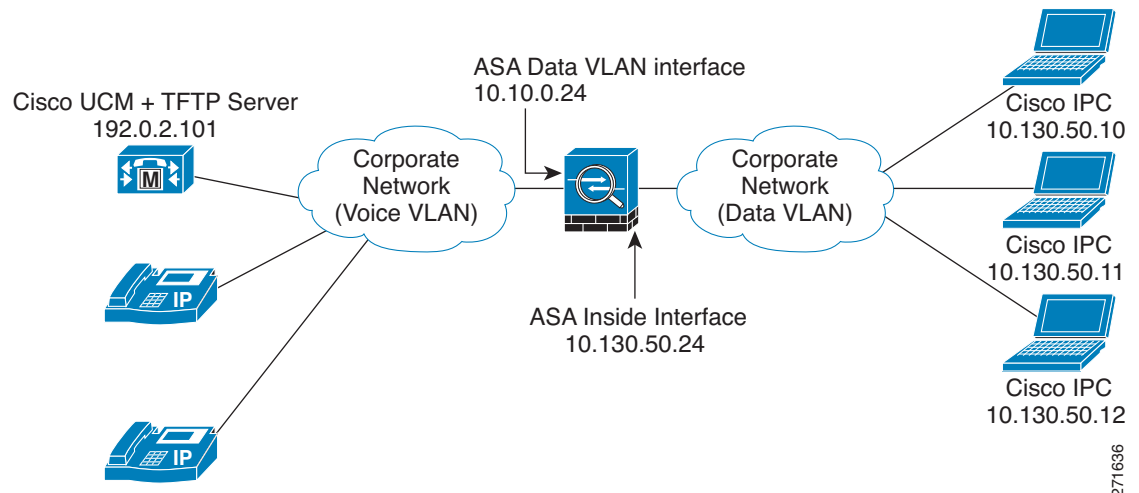 Cisco UCM + TFTP Server
192.0.2.101
M
IP
IP
Corporate
Network
(Voice VLAN)
ASA Data VLAN interface
10.10.0.24
ASA Inside Interface
10.130.50.24
Corporate
Network
(Data VLAN)
Cisco IPC
10.130.50.10
Cisco IPC
10.130.50.11
Cisco IPC
10.130.50.12
271636